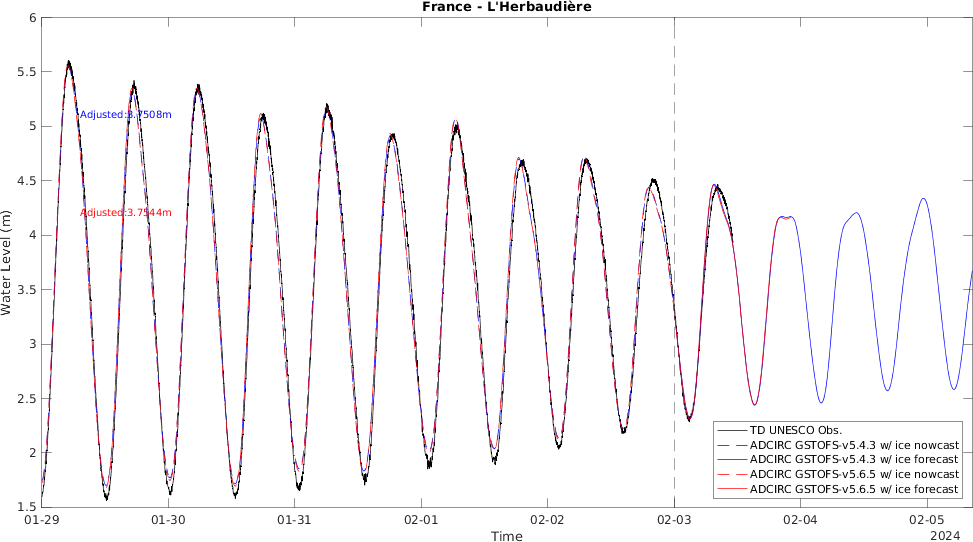 France - L'Herbaudière
6
5.5
5
4.5
4
3.5
3
2.5
2
1.5
Water Level (m)
Adjusted:3.7508m
Adjusted:3.7544m
TD UNESCO Obs.
ADCIRC GSTOFS-v5.4.3 w/ ice nowcast
ADCIRC GSTOFS-v5.4.3 w/ ice forecast
ADCIRC GSTOFS-v5.6.5 w/ ice nowcast
ADCIRC GSTOFS-v5.6.5 w/ ice forecast
01-29 01-30 01-31 02-01 02-02 02-03 02-04 02-05
Time
2024